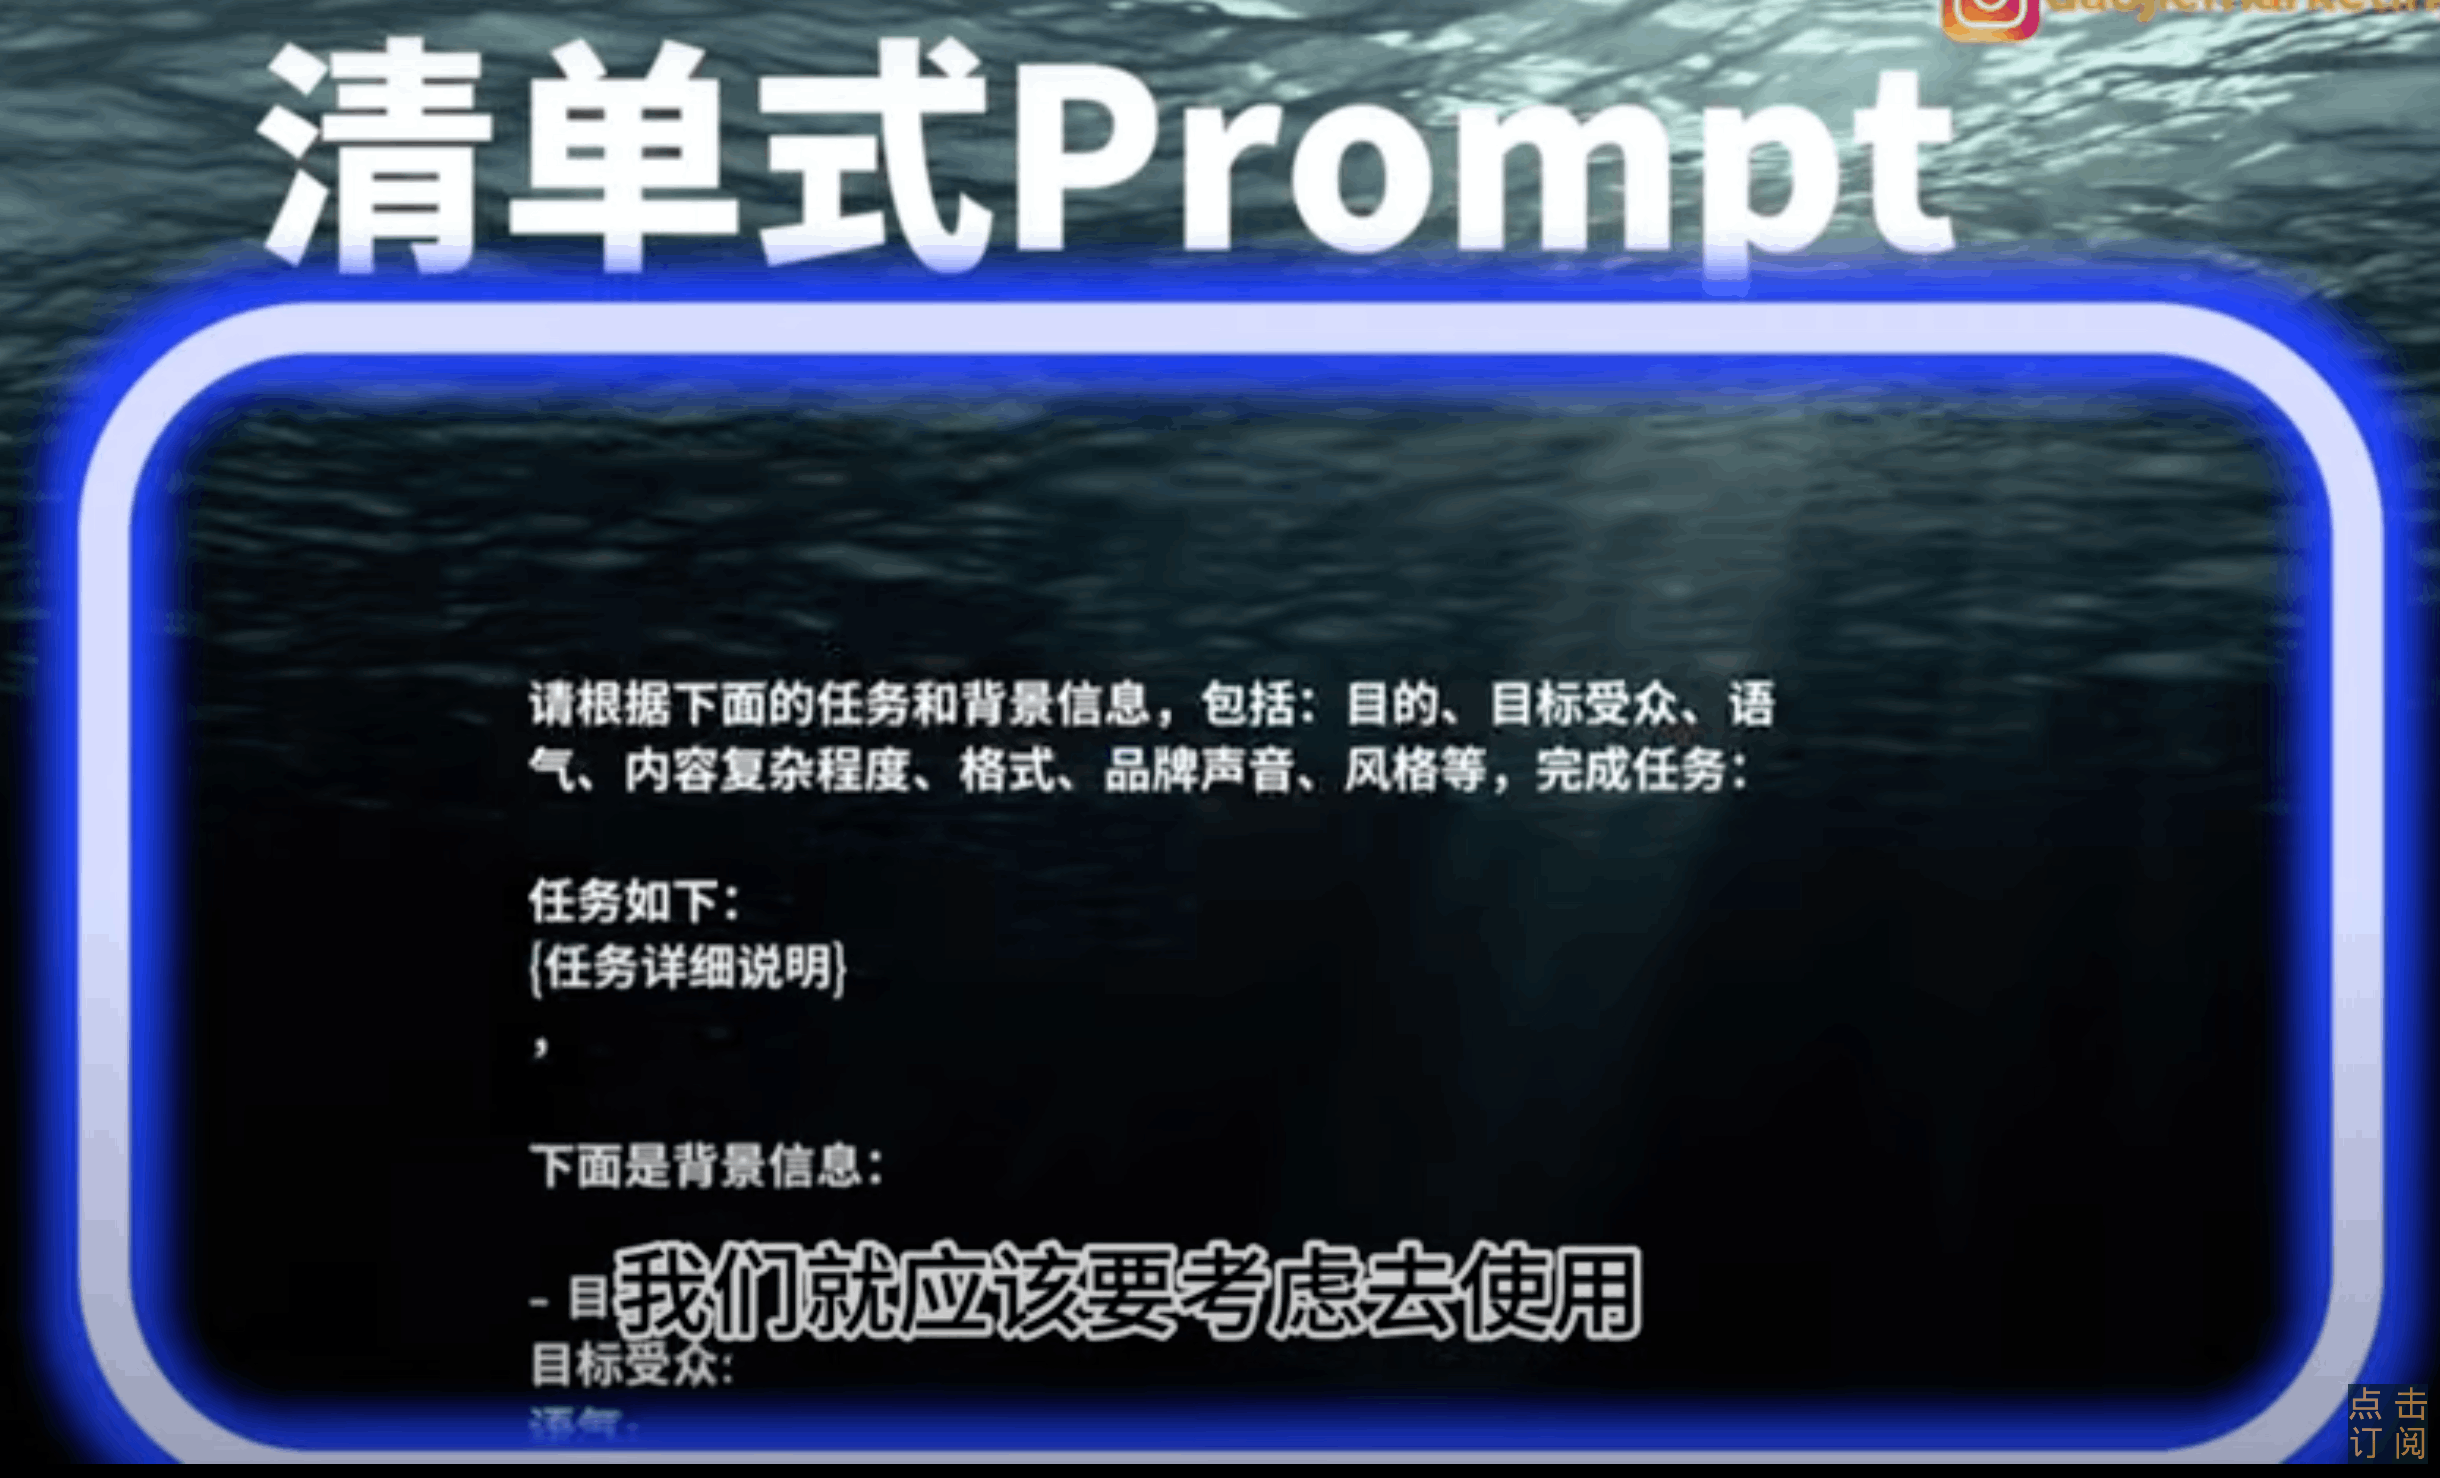 清单式Prompt
请根据下面的任务和背景信息，包括：目的、目标受众、语
气、内容复杂程度、格式、品牌声音、风格等，完成任务：
任务如下：
{任务详细说明}
，
下面是背景信息：
- 目
我们就应该要考虑去使用
目标受众:
语气:
点击
订阅